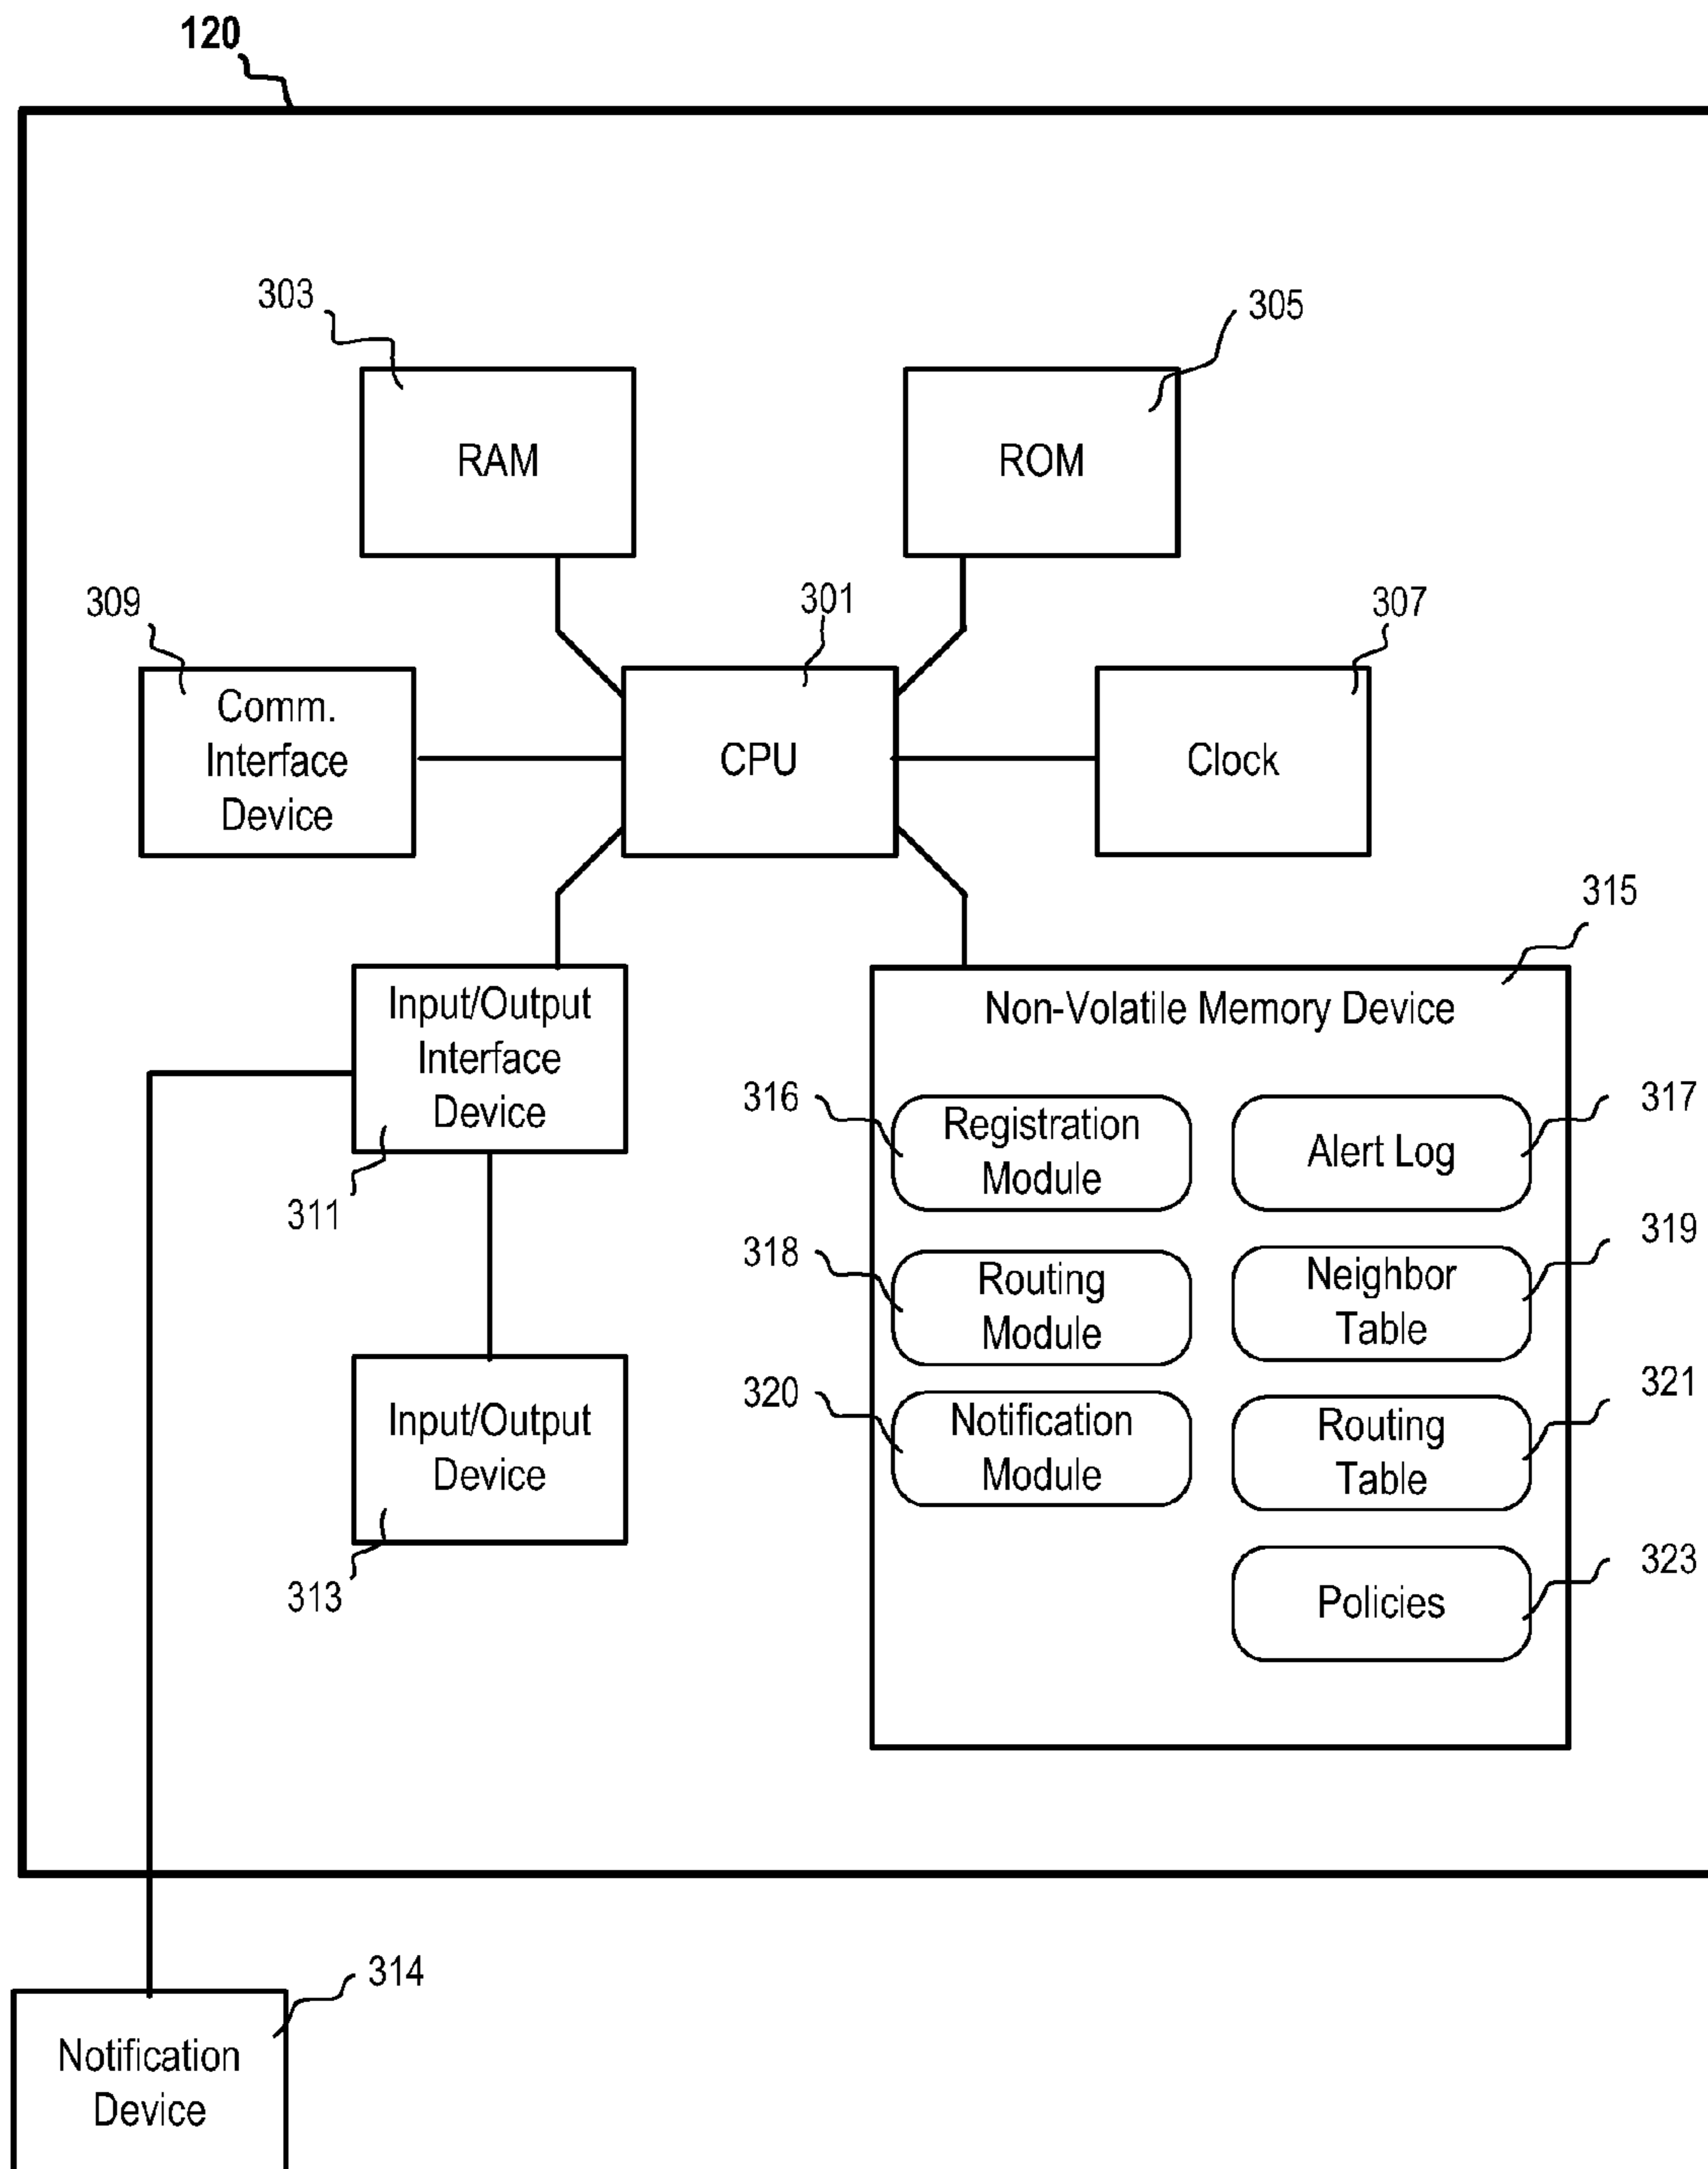 120
303
305
RAM
ROM
309
301
307
Comm.
Interface
Device
CPU
Clock
315
Input/Output
Interface
Device
311
Non-Volatile Memory Device
316
Registration
Module
Alert Log
317
318
Routing
Module
Neighbor
Table
319
320
Notification
Module
Routing
Table
321
Input/Output
Device
313
Policies
323
314
Notification
Device